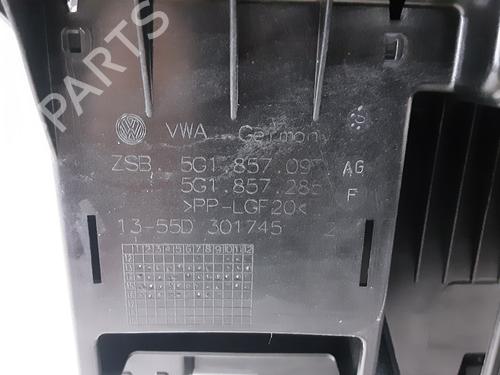 PARTS
VWA Germany
ZSB 5G1.857.097 AG
5G1.857.285 F
>PP-LGF20<
13-55D 301745 2
1 2 3 4 5 6 7 8 9 10 11 12